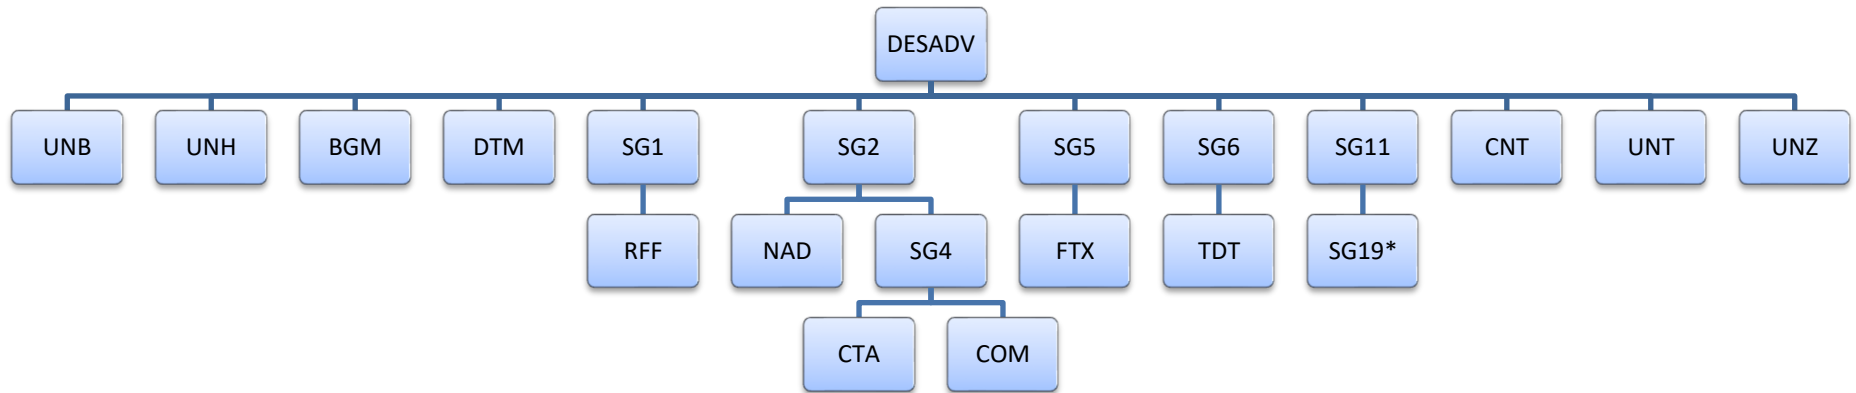 DESADV
UNB UNH BGM DTM SG1 SG2 SG5 SG6 SG11 CNT UNT UNZ
RFF NAD SG4 FTX TDT SG19*
CTA COM